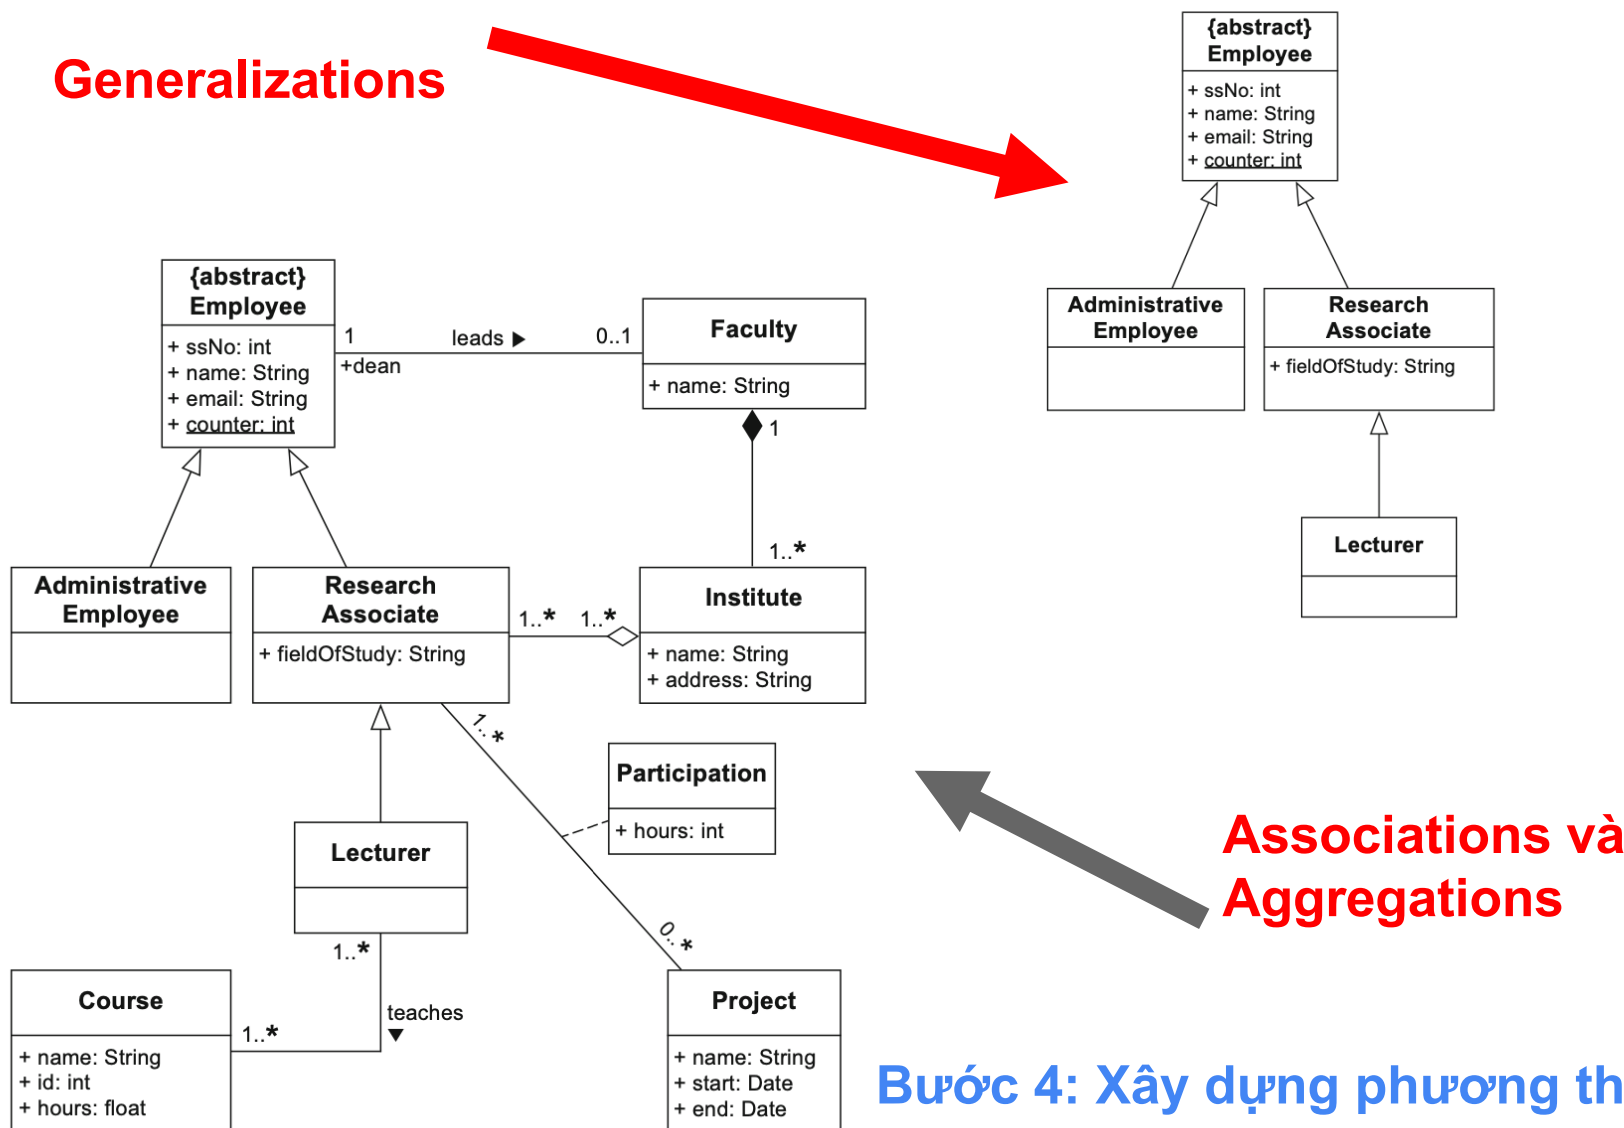 Generalizations
{abstract}
Employee
+ ssNo: int
+ name: String
+ email: String
+ counter: int
Administrative
Employee
Research
Associate
+ fieldOfStudy: String
Lecturer
{abstract}
Employee
+ ssNo: int
+ name: String
+ email: String
+ counter: int
1
+dean
leads ▶
0..1
Faculty
+ name: String
1
1..*
Administrative
Employee
Research
Associate
+ fieldOfStudy: String
1..*
1..*
Institute
+ name: String
+ address: String
1..*
Participation
+ hours: int
Lecturer
1..*
0..*
teaches
▼
1..*
Course
+ name: String
+ id: int
+ hours: float
Project
+ name: String
+ start: Date
+ end: Date
Associations và
Aggregations
Bước 4: Xây dựng phương th